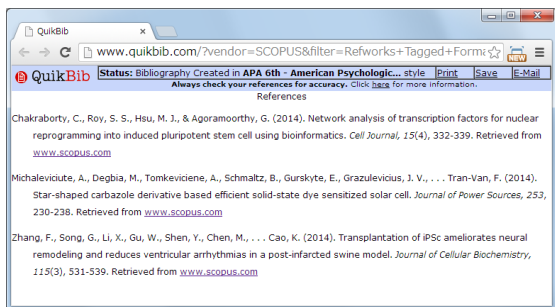 QuikBib
www.quikbib.com/?vendor=SCOPUS&filter=Refworks+Tagged+Forma
NEW
QuikBib Status: Bibliography Created in APA 6th - American Psychologic... style Print Save E-Mail
Always check your references for accuracy. Click here for more information.
References
Chakraborty, C., Roy, S. S., Hsu, M. J., & Agoramoorthy, G. (2014). Network analysis of transcription factors for nuclear
reprogramming into induced pluripotent stem cell using bioinformatics. Cell Journal, 15(4), 332-339. Retrieved from
www.scopus.com
Michaleviciute, A., Degbia, M., Tomkeviciene, A., Schmaltz, B., Gurskyte, E., Grazulevicius, J. V., . . . Tran-Van, F. (2014).
Star-shaped carbazole derivative based efficient solid-state dye sensitized solar cell. Journal of Power Sources, 253,
230-238. Retrieved from www.scopus.com
Zhang, F., Song, G., Li, X., Gu, W., Shen, Y., Chen, M., . . . Cao, K. (2014). Transplantation of iPSc ameliorates neural
remodeling and reduces ventricular arrhythmias in a post-infarcted swine model. Journal of Cellular Biochemistry,
115(3), 531-539. Retrieved from www.scopus.com